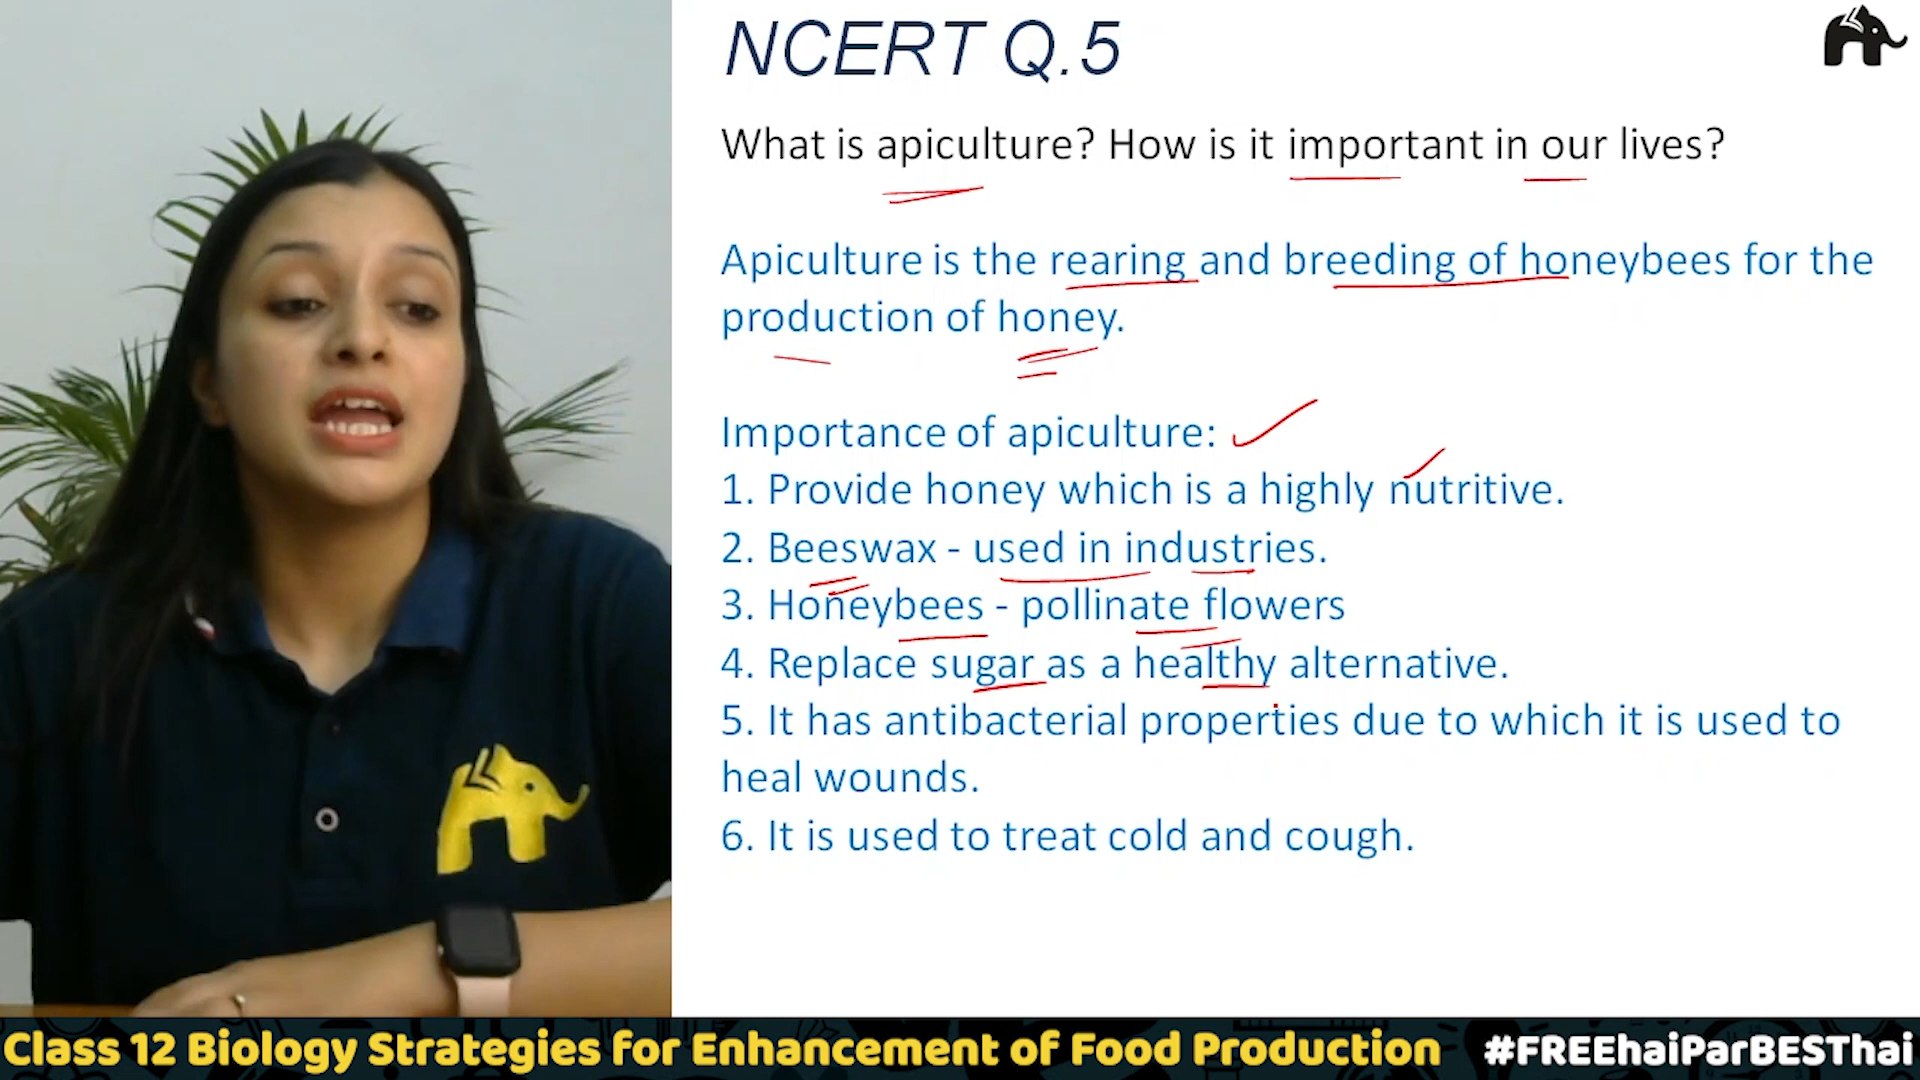 NCERT Q.5
What is apiculture? How is it important in our lives?
Apiculture is the rearing and breeding of honeybees for the
production of honey.
Importance of apiculture:
1. Provide honey which is a highly nutritive.
2. Beeswax - used in industries.
3. Honeybees - pollinate flowers
4. Replace sugar as a healthy alternative.
5. It has antibacterial properties due to which it is used to
heal wounds.
6. It is used to treat cold and cough.
Class 12 Biology Strategies for Enhancement of Food Production #FREEhaiParBESThai